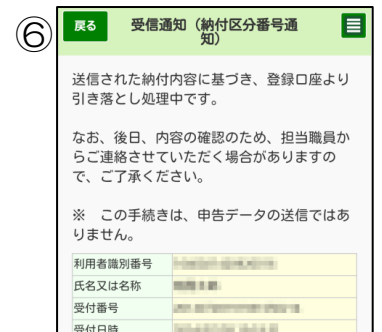 ⑥
戻る
受信通知（納付区分番号通
知）
送信された納付内容に基づき、登録口座より
引き落とし処理中です。
なお、後日、内容の確認のため、担当職員か
らご連絡させていただく場合がありますの
で、ご了承ください。
※　この手続きは、申告データの送信ではあ
りません。
利用者識別番号
氏名又は名称
受付番号
受付日時